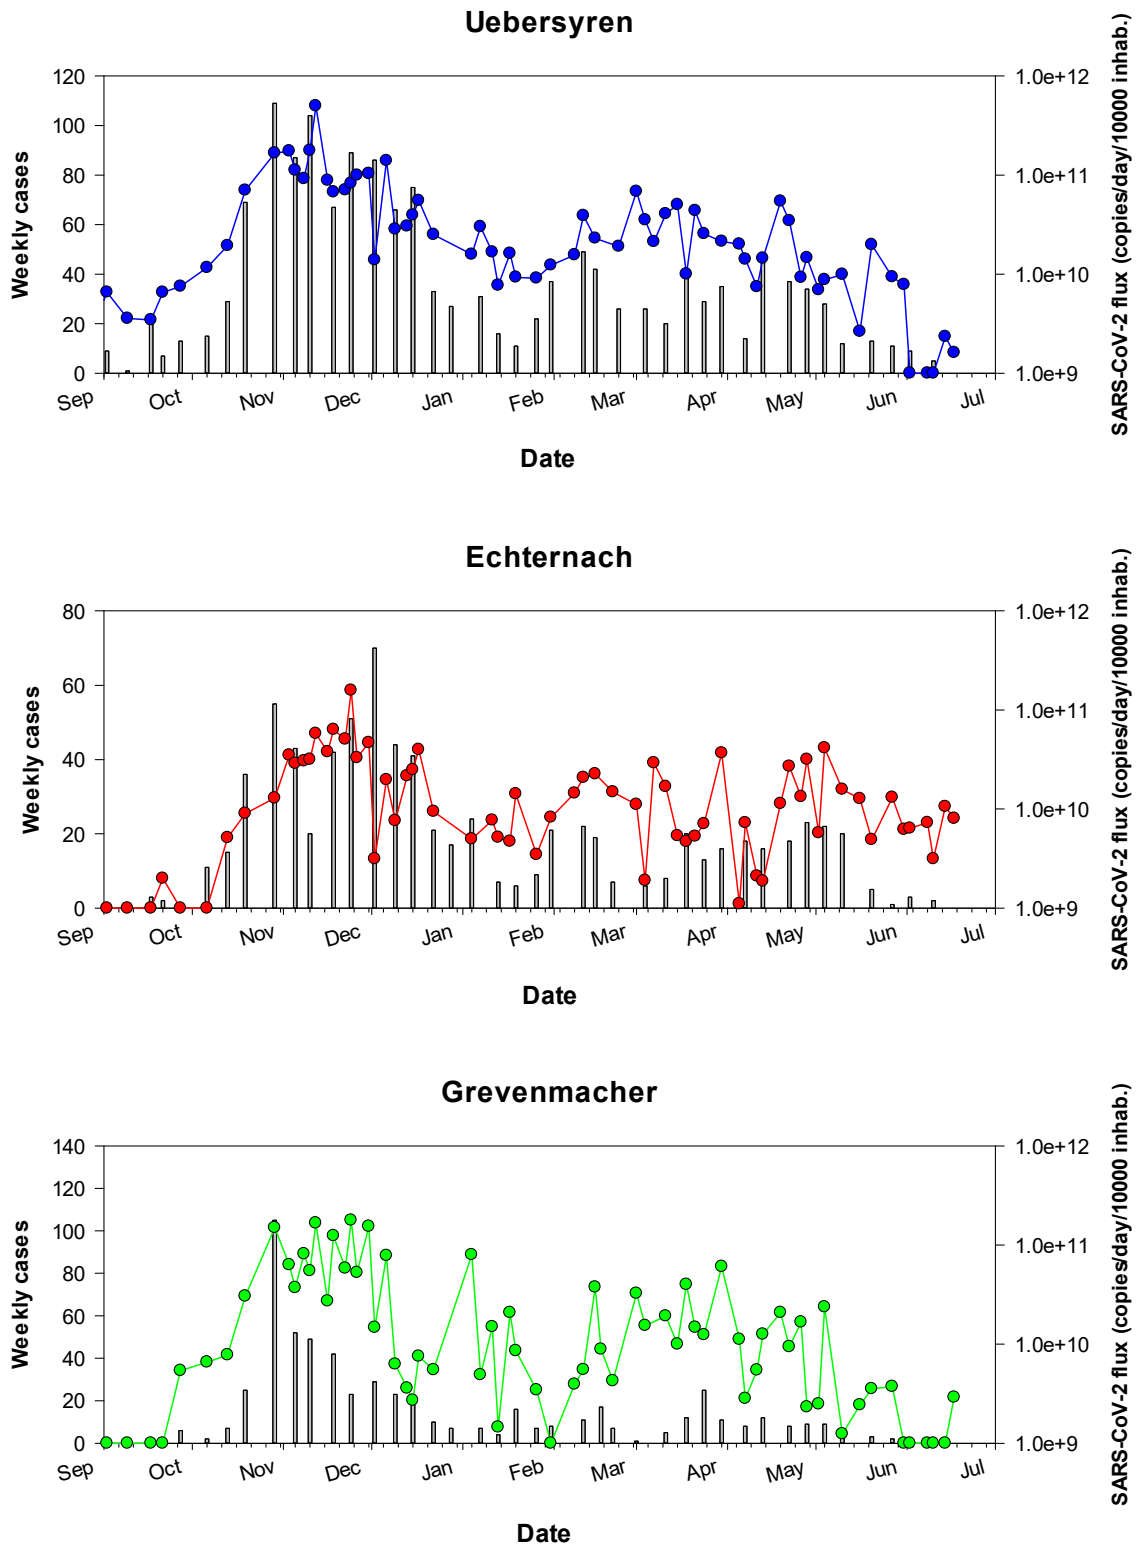 Uebersyren
120
100
80
60
40
20
0
Weekly cases
1.0e+12
1.0e+11
1.0e+10
1.0e+9
SARS-CoV-2 flux (copies/day/10000 inhab.)
Sep Oct Nov Dec Jan Feb Mar Apr May Jun Jul
Date
Echternach
80
60
40
20
0
Weekly cases
1.0e+12
1.0e+11
1.0e+10
1.0e+9
SARS-CoV-2 flux (copies/day/10000 inhab.)
Sep Oct Nov Dec Jan Feb Mar Apr May Jun Jul
Date
Grevenmacher
140
120
100
80
60
40
20
0
Weekly cases
1.0e+12
1.0e+11
1.0e+10
1.0e+9
SARS-CoV-2 flux (copies/day/10000 inhab.)
Sep Oct Nov Dec Jan Feb Mar Apr May Jun Jul
Date